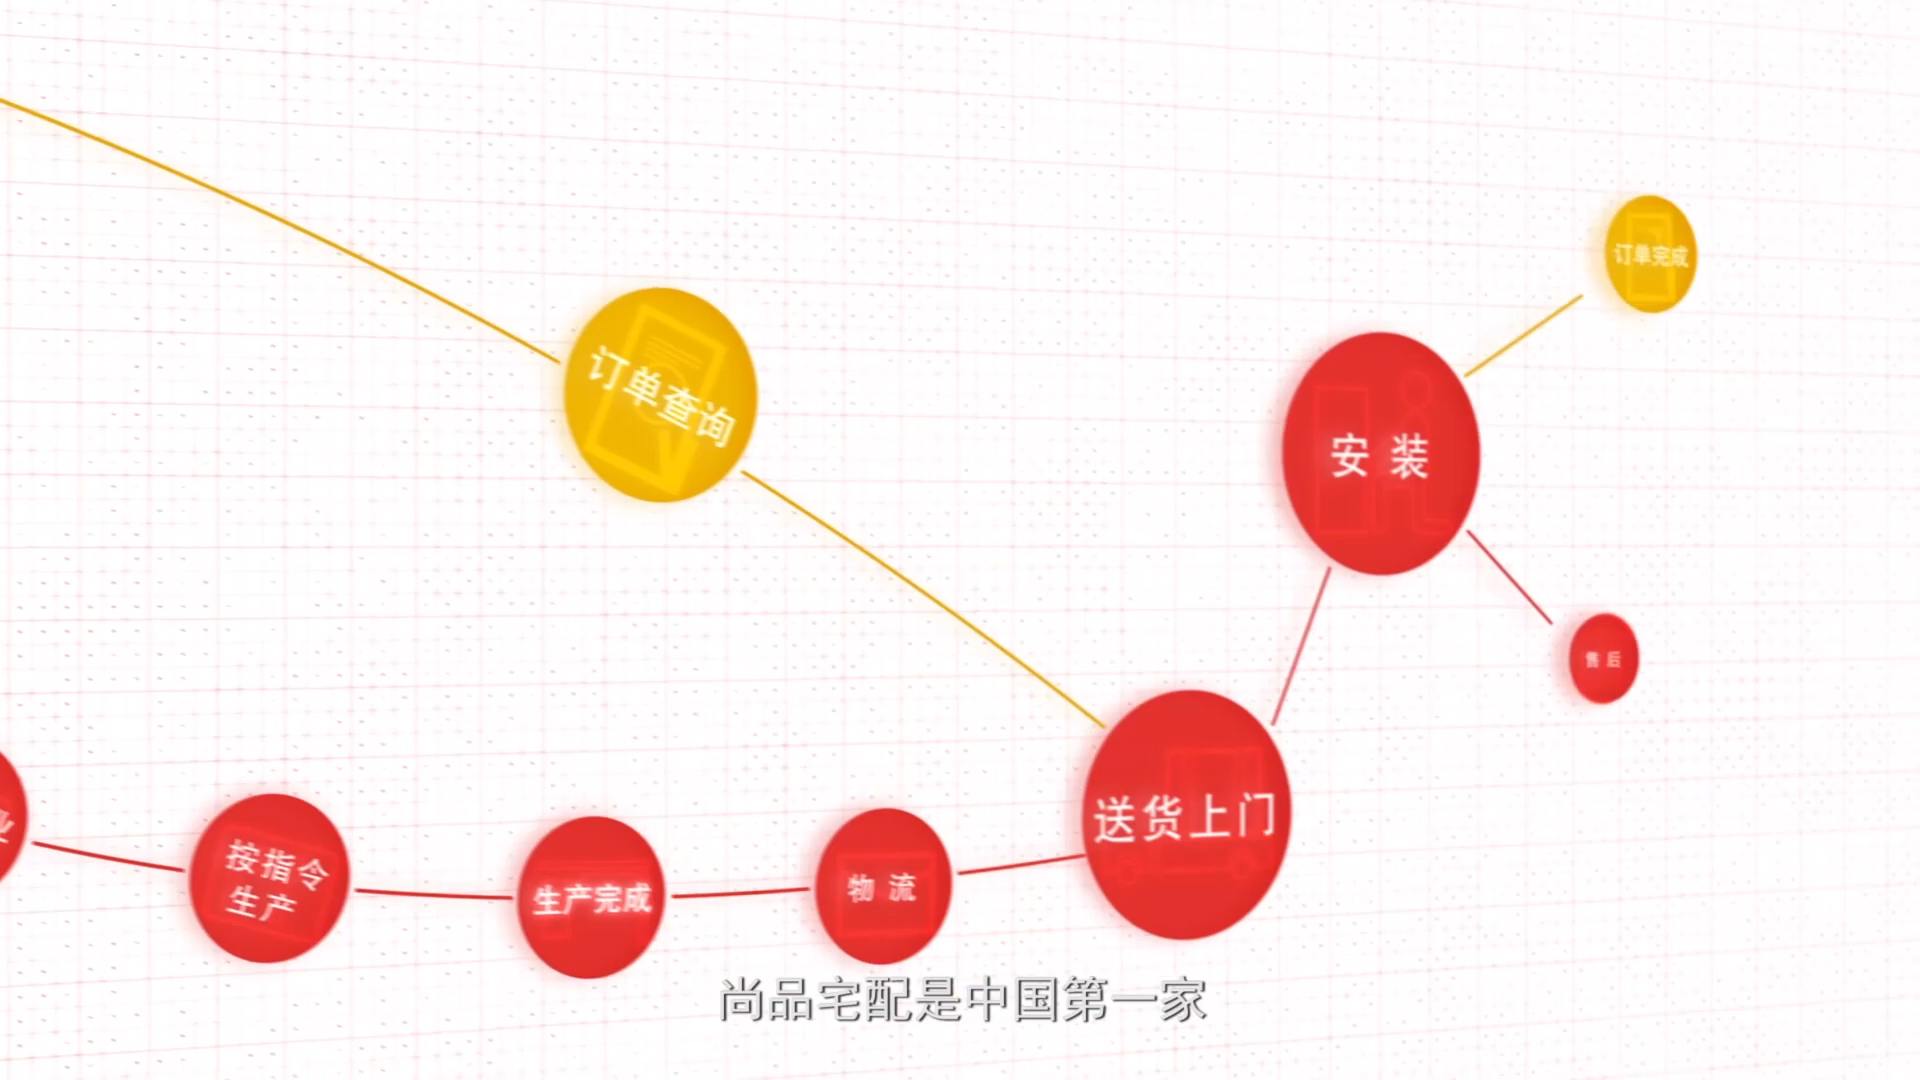 订单完成
订单查询
安 装
售 后
送货上门
按指令
生产
生产完成
物 流
尚品宅配是中国第一家